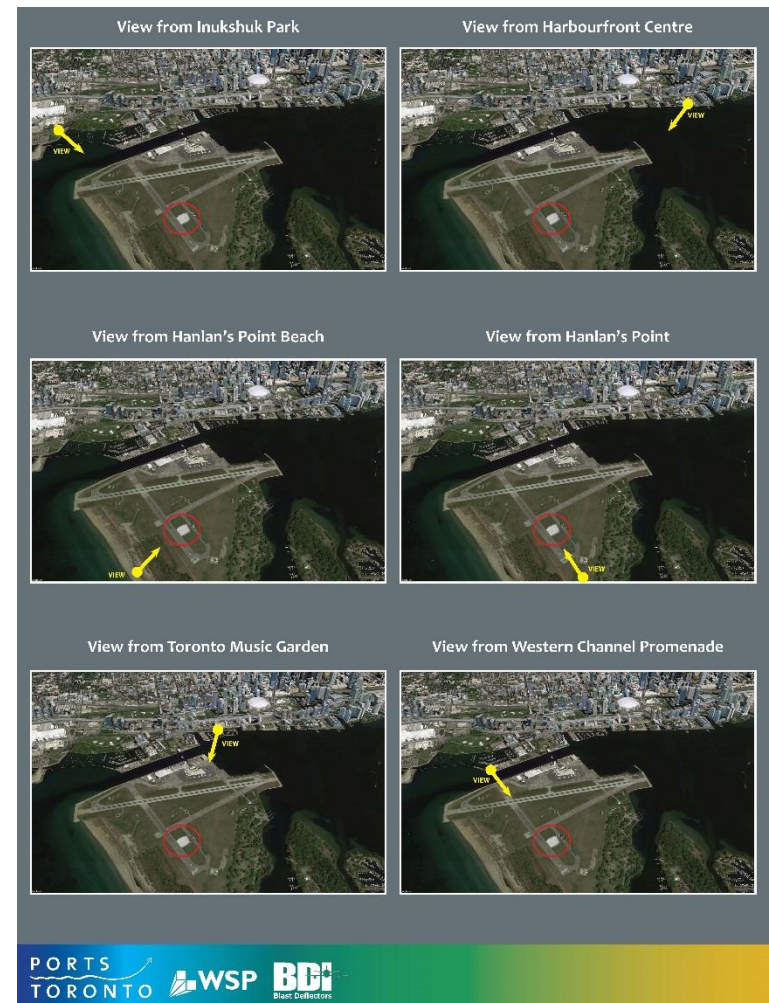 View from Inukshuk Park
View from Harbourfront Centre
VIEW
VIEW
View from Hanlan's Point Beach
View from Hanlan's Point
VIEW
VIEW
View from Toronto Music Garden
View from Western Channel Promenade
VIEW
VIEW
PORTS
TORONTO
WSP
BDI
Blast Deflectors